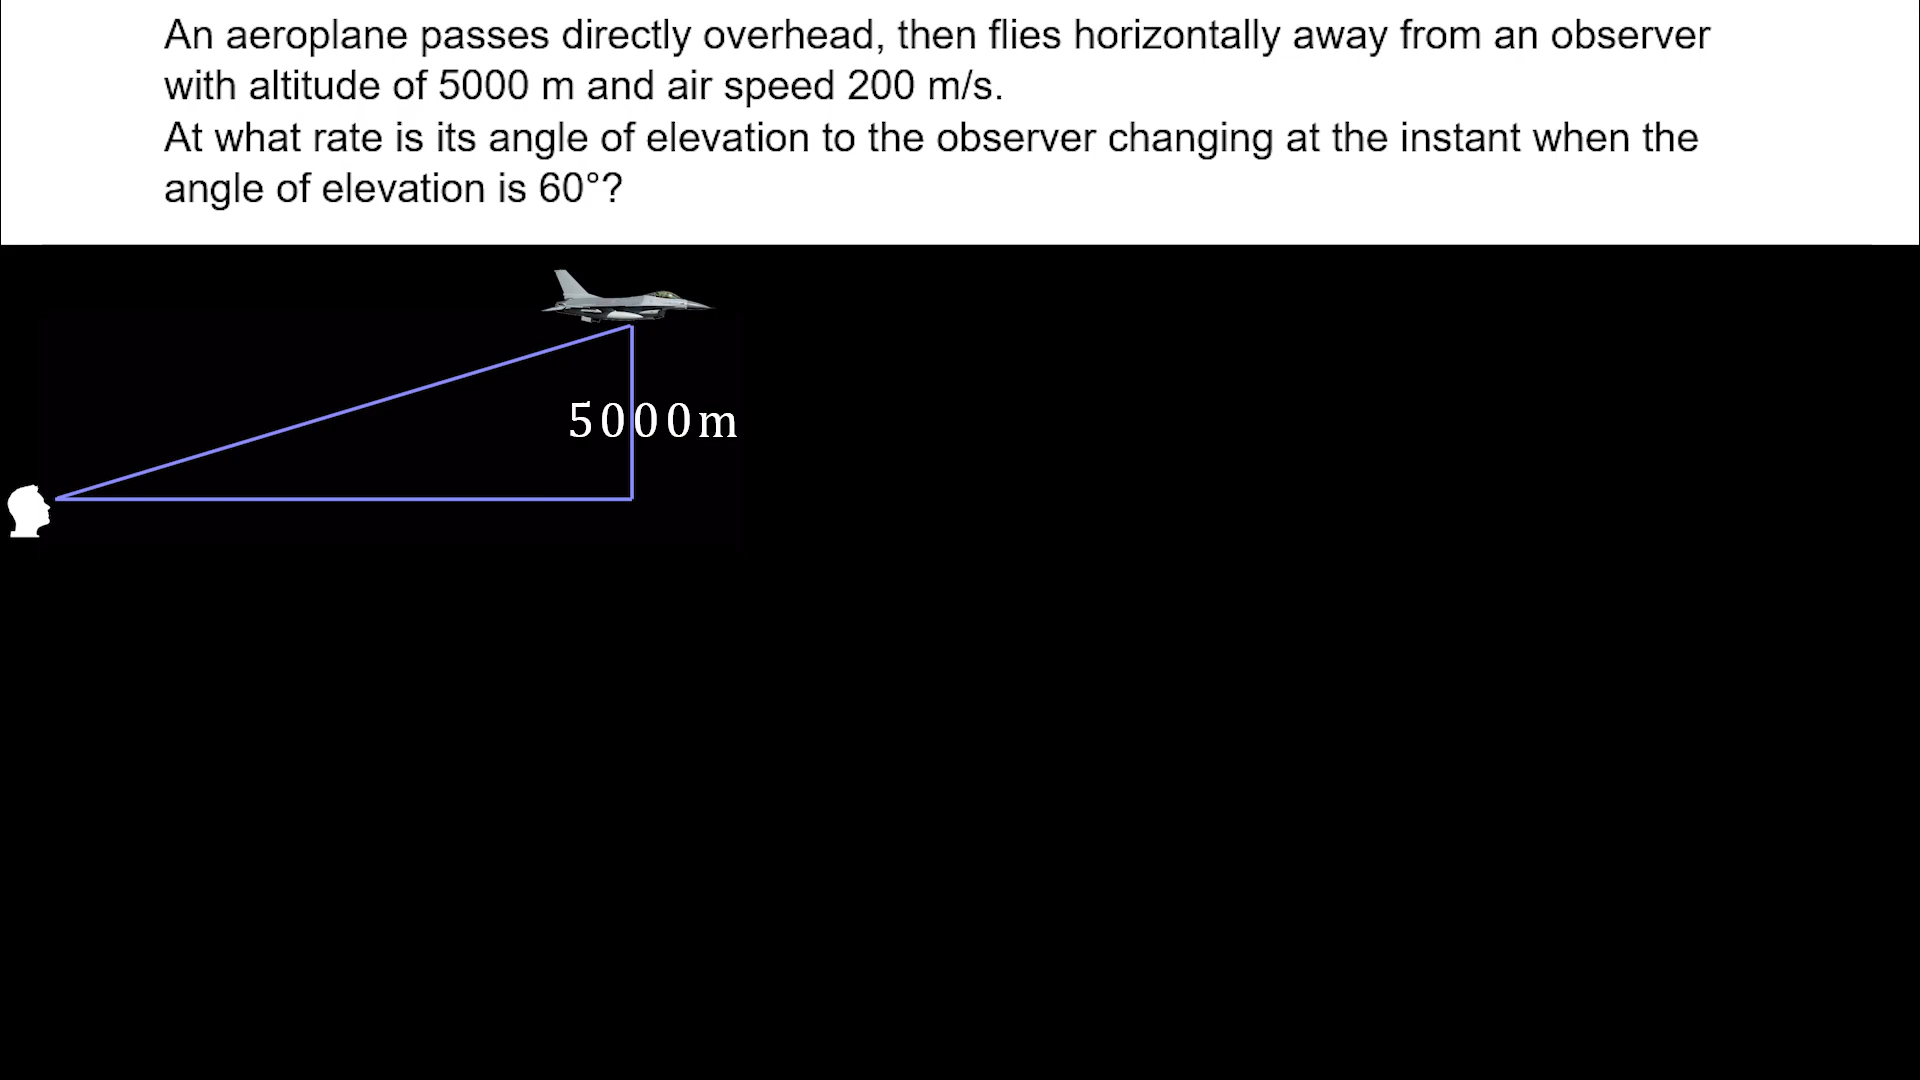 An aeroplane passes directly overhead, then flies horizontally away from an observer
with altitude of 5000 m and air speed 200 m/s.
At what rate is its angle of elevation to the observer changing at the instant when the
angle of elevation is 60°?
5000m